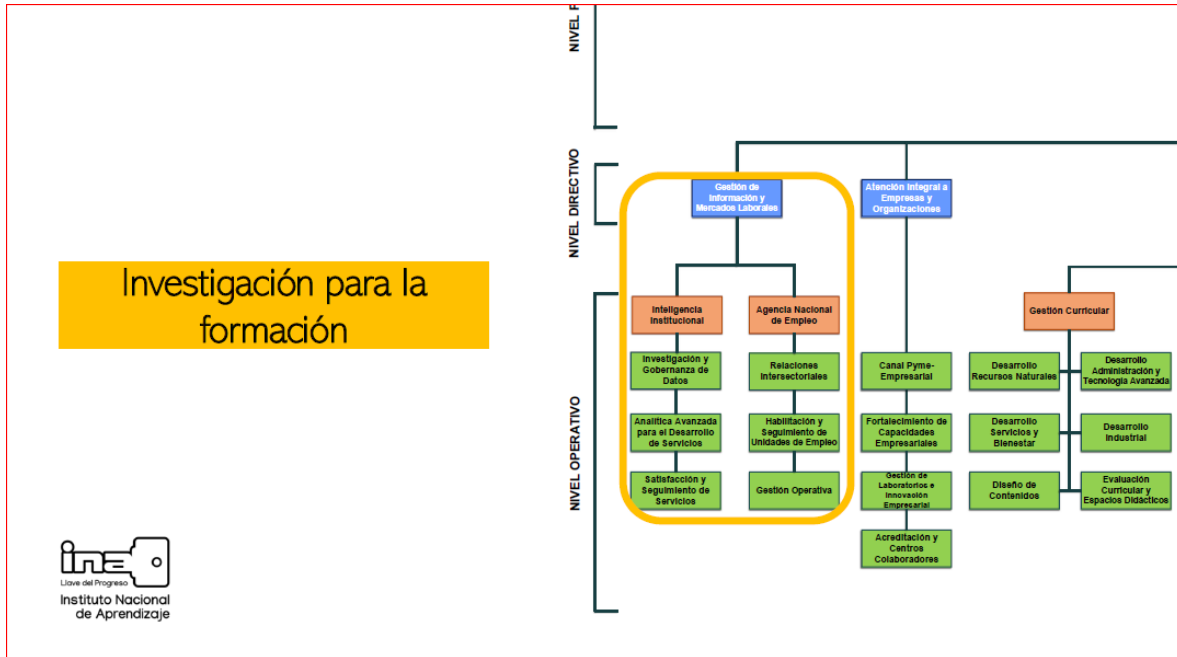 Investigación para la
formación
ina
Llave del Progreso
Instituto Nacional
de Aprendizaje
NIVEL
NIVEL DIRECTIVO
NIVEL OPERATIVO
Gestión de
Información y
Mercados Laborales
Atención Integral a
Empresas y
Organizaciones
Inteligencia
Institucional
Agencia Nacional
de Empleo
Gestión Curricular
Investigación y
Gobernanza de
Datos
Relaciones
Intersectoriales
Canal Pyme-
Empresarial
Desarrollo
Recursos Naturales
Desarrollo
Administración y
Tecnología Avanzada
Analítica Avanzada
para el Desarrollo
de Servicios
Habilitación y
Seguimiento de
Unidades de Empleo
Fortalecimiento de
Capacidades
Empresariales
Desarrollo
Servicios y
Bienestar
Desarrollo
Industrial
Satisfacción y
Seguimiento de
Servicios
Gestión Operativa
Gestión de
Laboratorios e
Innovación
Empresarial
Diseño de
Contenidos
Evaluación
Curricular y
Espacios Didácticos
Acreditación y
Centros
Colaboradores